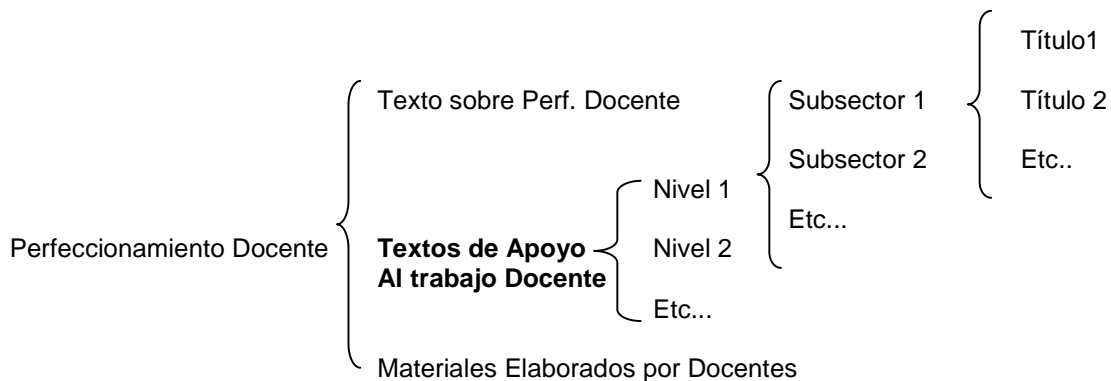 Perfeccionamiento Docente
Texto sobre Perf. Docente
Textos de Apoyo
Al trabajo Docente
Materiales Elaborados por Docentes
Nivel 1
Nivel 2
Etc...
Subsector 1
Subsector 2
Etc...
Título1
Título 2
Etc..